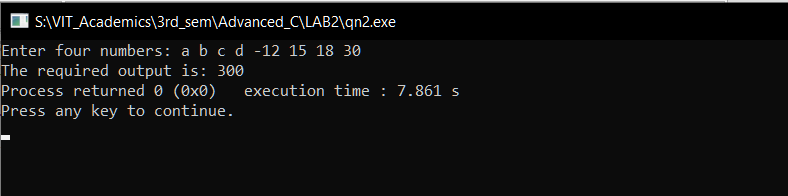 S:\VIT_Academics\3rd_sem\Advanced_C\LAB2\qn2.exe
Enter four numbers: a b c d -12 15 18 30
The required output is: 300
Process returned 0 (0x0)   execution time : 7.861 s
Press any key to continue.